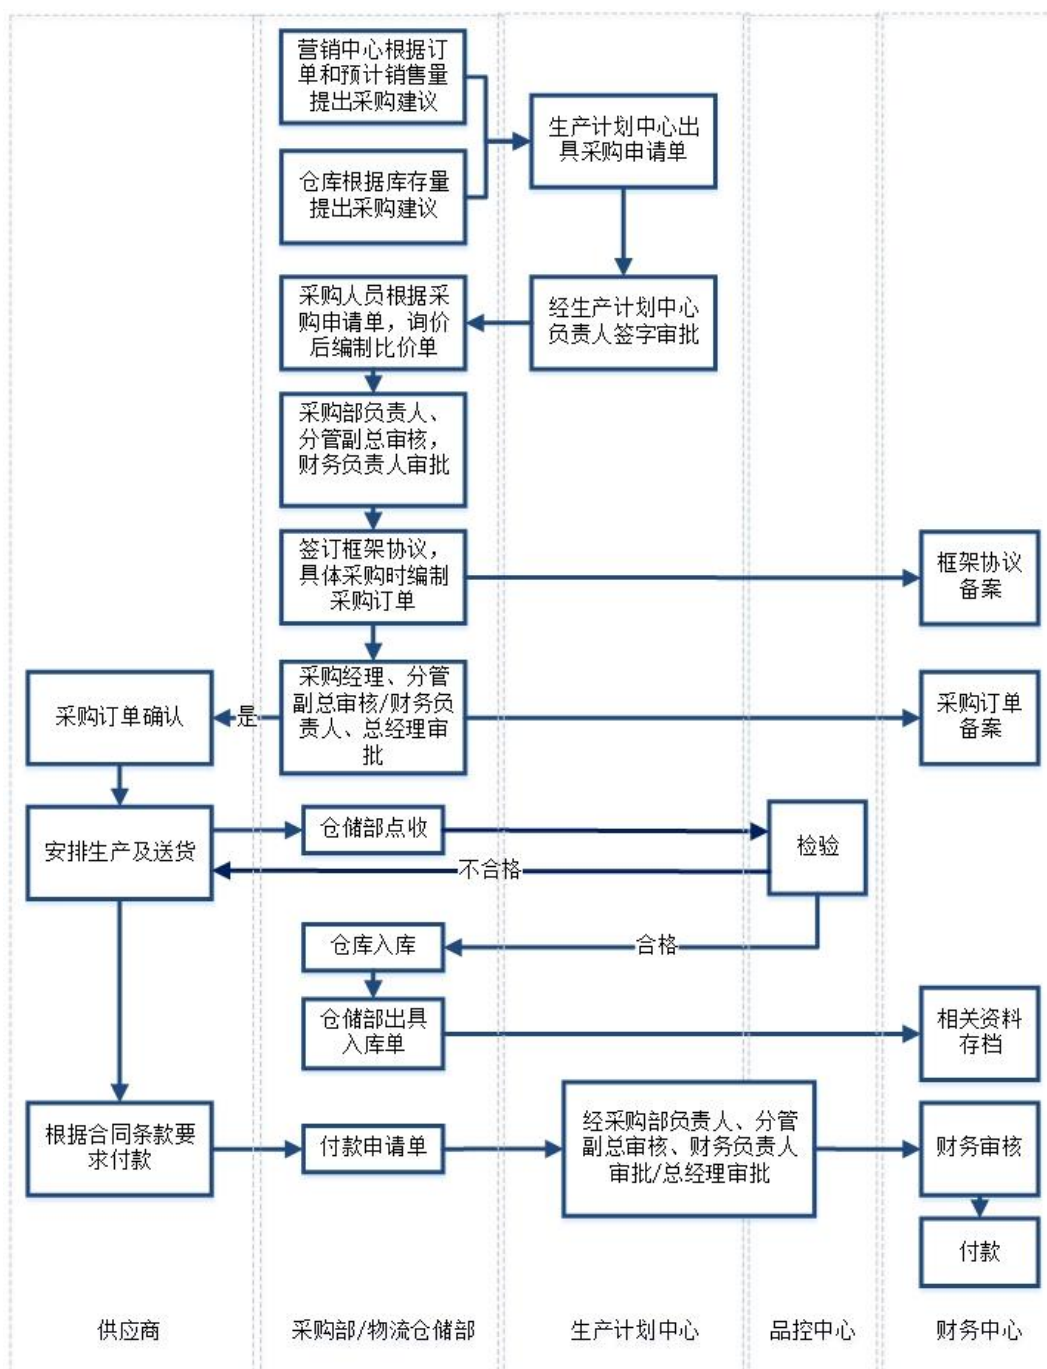 营销中心根据订
单和预计销售量
提出采购建议
生产计划中心出
具采购申请单
仓库根据库存量
提出采购建议
采购人员根据采
购申请单，询价
后编制比价单
经生产计划中心
负责人签字审批
采购部负责人、
分管副总审核，
财务负责人审批
签订框架协议，
具体采购时编制
采购订单
框架协议
备案
采购订单确认
是
采购经理、分管
副总审核/财务负
责人、总经理审
批
采购订单
备案
安排生产及送货
仓储部点收
检验
不合格
仓库入库
合格
仓储部出具
入库单
相关资料
存档
根据合同条款要
求付款
付款申请单
经采购部负责人、分管
副总审核、财务负责人
审批/总经理审批
财务审核
付款
供应商
采购部/物流仓储部
生产计划中心
品控中心
财务中心